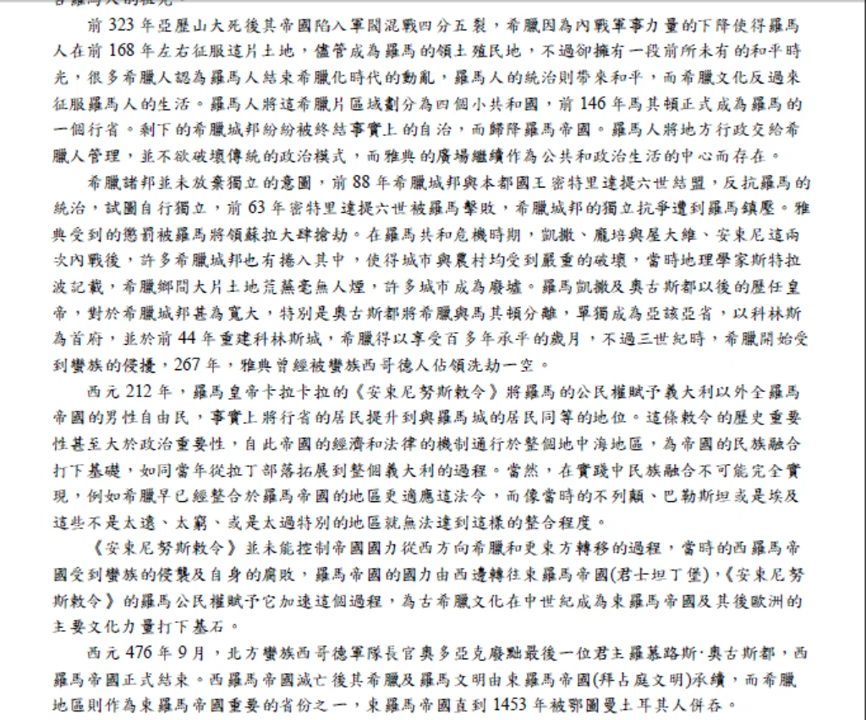 前 323 年亞歷山大死後其帝國陷入軍閥混戰四分五裂，希臘因為內戰軍事力量的下降使得羅馬
人在前 168 年左右征服這片土地，儘管成為羅馬的領土殖民地，不過卻擁有一段前所未有的和平時
光，很多希臘人認為羅馬人結束希臘化時代的動亂，羅馬人的統治則帶來和平，而希臘文化反過來
征服羅馬人的生活。羅馬人將這希臘片區域劃分為四個小共和國，前 146 年馬其頓正式成為羅馬的
一個行省。剩下的希臘城邦紛紛被終結事實上的自治，而歸降羅馬帝國。羅馬人將地方行政交給希
臘人管理，並不欲破壞傳統的政治模式，而雅典的廣場繼續作為公共和政治生活的中心而存在。
希臘諸邦並未放棄獨立的意圖，前 88 年希臘城邦與本都國王密特里達提六世結盟，反抗羅馬的
統治，試圖自行獨立，前 63 年密特里達提六世被羅馬擊敗，希臘城邦的獨立抗爭遭到羅馬鎮壓。雅
典受到的懲罰被羅馬將領蘇拉大肆搶劫。在羅馬共和危機時期，凱撒、龐培與屋大維、安東尼這兩
次內戰後，許多希臘城邦也有捲入其中，使得城市與農村均受到嚴重的破壞，當時地理學家斯特拉
波記載，希臘鄉間大片土地荒蕪毫無人煙，許多城市成為廢墟。羅馬凱撒及奧古斯都以後的歷任皇
帝，對於希臘城邦甚為寬大，特別是奧古斯都將希臘與馬其頓分離，單獨成為亞該亞省，以科林斯
為首府，並於前 44 年重建科林斯城，希臘得以享受百多年承平的歲月，不過三世紀時，希臘開始受
到蠻族的侵擾，267 年，雅典曾經被蠻族西哥德人佔領洗劫一空。
西元 212 年，羅馬皇帝卡拉卡拉的《安東尼努斯敕令》將羅馬的公民權賦予義大利以外全羅馬
帝國的男性自由民，事實上將行省的居民提升到與羅馬城的居民同等的地位。這條敕令的歷史重要
性甚至大於政治重要性，自此帝國的經濟和法律的機制通行於整個地中海地區，為帝國的民族融合
打下基礎，如同當年從拉丁部落拓展到整個義大利的過程。當然，在實踐中民族融合不可能完全實
現，例如希臘早已經整合於羅馬帝國的地區更適應這法令，而像當時的不列顛、巴勒斯坦或是埃及
這些不是太遠、太窮、或是太過特別的地區就無法達到這樣的整合程度。
《安東尼努斯敕令》並未能控制帝國國力從西方向希臘和更東方轉移的過程，當時的西羅馬帝
國受到蠻族的侵襲及自身的腐敗，羅馬帝國的國力由西邊轉往東羅馬帝國(君士坦丁堡)，《安東尼努
斯敕令》的羅馬公民權賦予它加速這個過程，為古希臘文化在中世紀成為東羅馬帝國及其後歐洲的
主要文化力量打下基石。
西元 476 年 9 月，北方蠻族西哥德軍隊長官奧多亞克廢黜最後一位君主羅慕路斯·奧古斯都，西
羅馬帝國正式結束。西羅馬帝國滅亡後其希臘及羅馬文明由東羅馬帝國(拜占庭文明)承續，而希臘
地區則作為東羅馬帝國重要的省份之一，東羅馬帝國直到 1453 年被鄂圖曼土耳其人併吞。